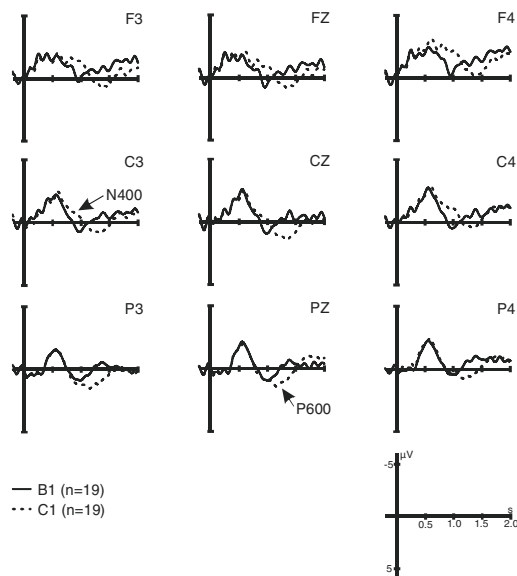 F3 FZ F4
C3 CZ C4
N400
P3 PZ P4
P600
B1 (n=19)
C1 (n=19)
µV
-5
s
0.5 1.0 1.5 2.0
5